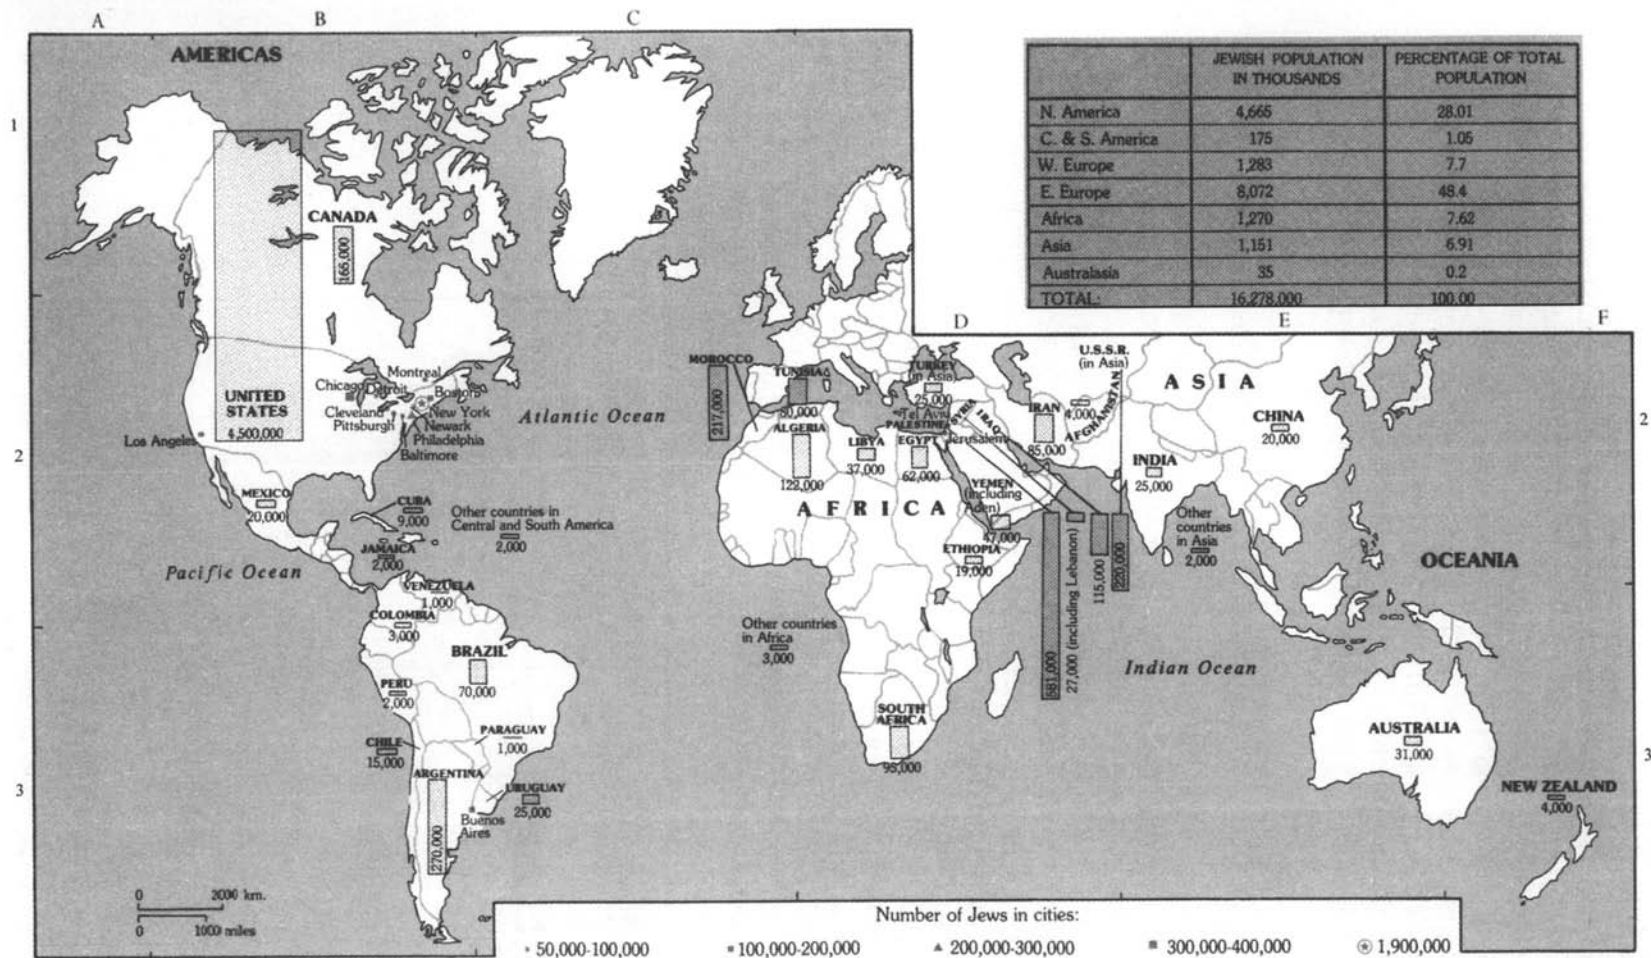 A
B
C
AMERICAS
JEWISH POPULATION IN THOUSANDS
PERCENTAGE OF TOTAL POPULATION
N. America 4,665 28.01
C. & S. America 175 1.05
W. Europe 1,283 7.7
E. Europe 8,072 48.4
Africa 1,270 7.62
Asia 1,151 6.91
Australasia 35 0.2
TOTAL: 16,278,000 100.00
1
D
E
F
CANADA
165,000
UNITED
STATES
4,500,000
Montreal
Chicago
Detroit
Boston
Cleveland
New York
Pittsburgh
Newark
Philadelphia
Baltimore
Los Angeles
Atlantic Ocean
MOROCCO
217,000
TUNISIA
80,000
ALGERIA
122,000
LIBYA
37,000
EGYPT
62,000
TURKEY
(in Asia)
25,000
Tel Aviv
PALESTINE
Jerusalem
SYRIA
IRAQ
IRAN
85,000
U.S.S.R.
(in Asia)
4,000
AFGHANISTAN
ASIA
CHINA
20,000
INDIA
25,000
2
2
MEXICO
20,000
CUBA
9,000
Other countries in
Central and South America
2,000
JAMAICA
2,000
Pacific Ocean
AFRICA
YEMEN
(including
Aden)
47,000
ETHIOPIA
19,000
581,000
27,000 (including Lebanon)
115,000
220,000
Other
countries
in Asia
2,000
OCEANIA
VENEZUELA
1,000
COLOMBIA
3,000
BRAZIL
70,000
PERU
2,000
Other countries
in Africa
3,000
Indian Ocean
SOUTH
AFRICA
95,000
PARAGUAY
1,000
CHILE
15,000
ARGENTINA
270,000
URUGUAY
25,000
Buenos
Aires
AUSTRALIA
31,000
NEW ZEALAND
4,000
3
3
0 2000 km.
0 1000 miles
Number of Jews in cities:
50,000-100,000
100,000-200,000
200,000-300,000
300,000-400,000
1,900,000